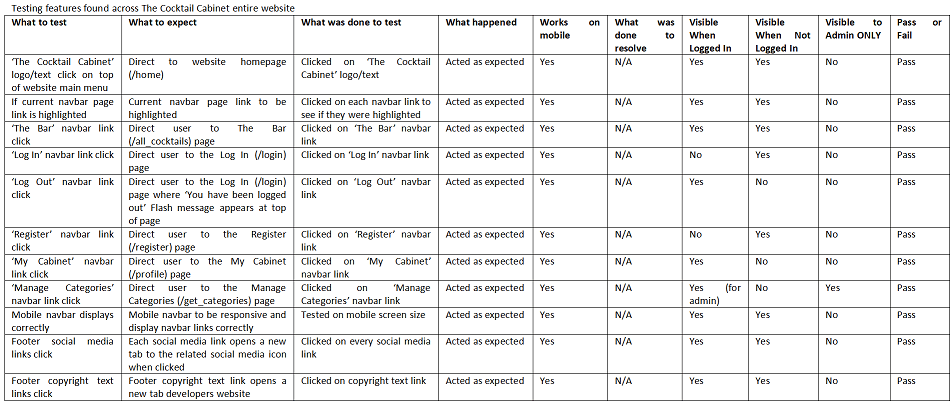 Testing features found across The Cocktail Cabinet entire website
What to test What to expect What was done to test What happened Works on mobile What was done to resolve Visible When Logged In Visible When Not Logged In Visible to Admin ONLY Pass or Fail
‘The Cocktail Cabinet’ logo/text click on top of website main menu Direct to website homepage (/home) Clicked on ‘The Cocktail Cabinet’ logo/text Acted as expected Yes N/A Yes Yes No Pass
If current navbar page link is highlighted Current navbar page link to be highlighted Clicked on each navbar link to see if they were highlighted Acted as expected Yes N/A Yes Yes No Pass
‘The Bar’ navbar link click Direct user to The Bar (/all_cocktails) page Clicked on ‘The Bar’ navbar link Acted as expected Yes N/A Yes Yes No Pass
‘Log In’ navbar link click Direct user to the Log In (/login) page Clicked on ‘Log In’ navbar link Acted as expected Yes N/A No Yes No Pass
‘Log Out’ navbar link click Direct user to the Log In (/login) page where ‘You have been logged out’ Flash message appears at top of page Clicked on ‘Log Out’ navbar link Acted as expected Yes N/A Yes No No Pass
‘Register’ navbar link click Direct user to the Register (/register) page Clicked on ‘Register’ navbar link Acted as expected Yes N/A No Yes No Pass
‘My Cabinet’ navbar link click Direct user to the My Cabinet (/profile) page Clicked on ‘My Cabinet’ navbar link Acted as expected Yes N/A Yes No No Pass
‘Manage Categories’ navbar link click Direct user to the Manage Categories (/get_categories) page Clicked on ‘Manage Categories’ navbar link Acted as expected Yes N/A Yes (for admin) No Yes Pass
Mobile navbar displays correctly Mobile navbar to be responsive and display navbar links correctly Tested on mobile screen size Acted as expected Yes N/A Yes Yes No Pass
Footer social media links click Each social media link opens a new tab to the related social media icon when clicked Clicked on every social media link Acted as expected Yes N/A Yes Yes No Pass
Footer copyright text links click Footer copyright text link opens a new tab developers website Clicked on copyright text link Acted as expected Yes N/A Yes Yes No Pass